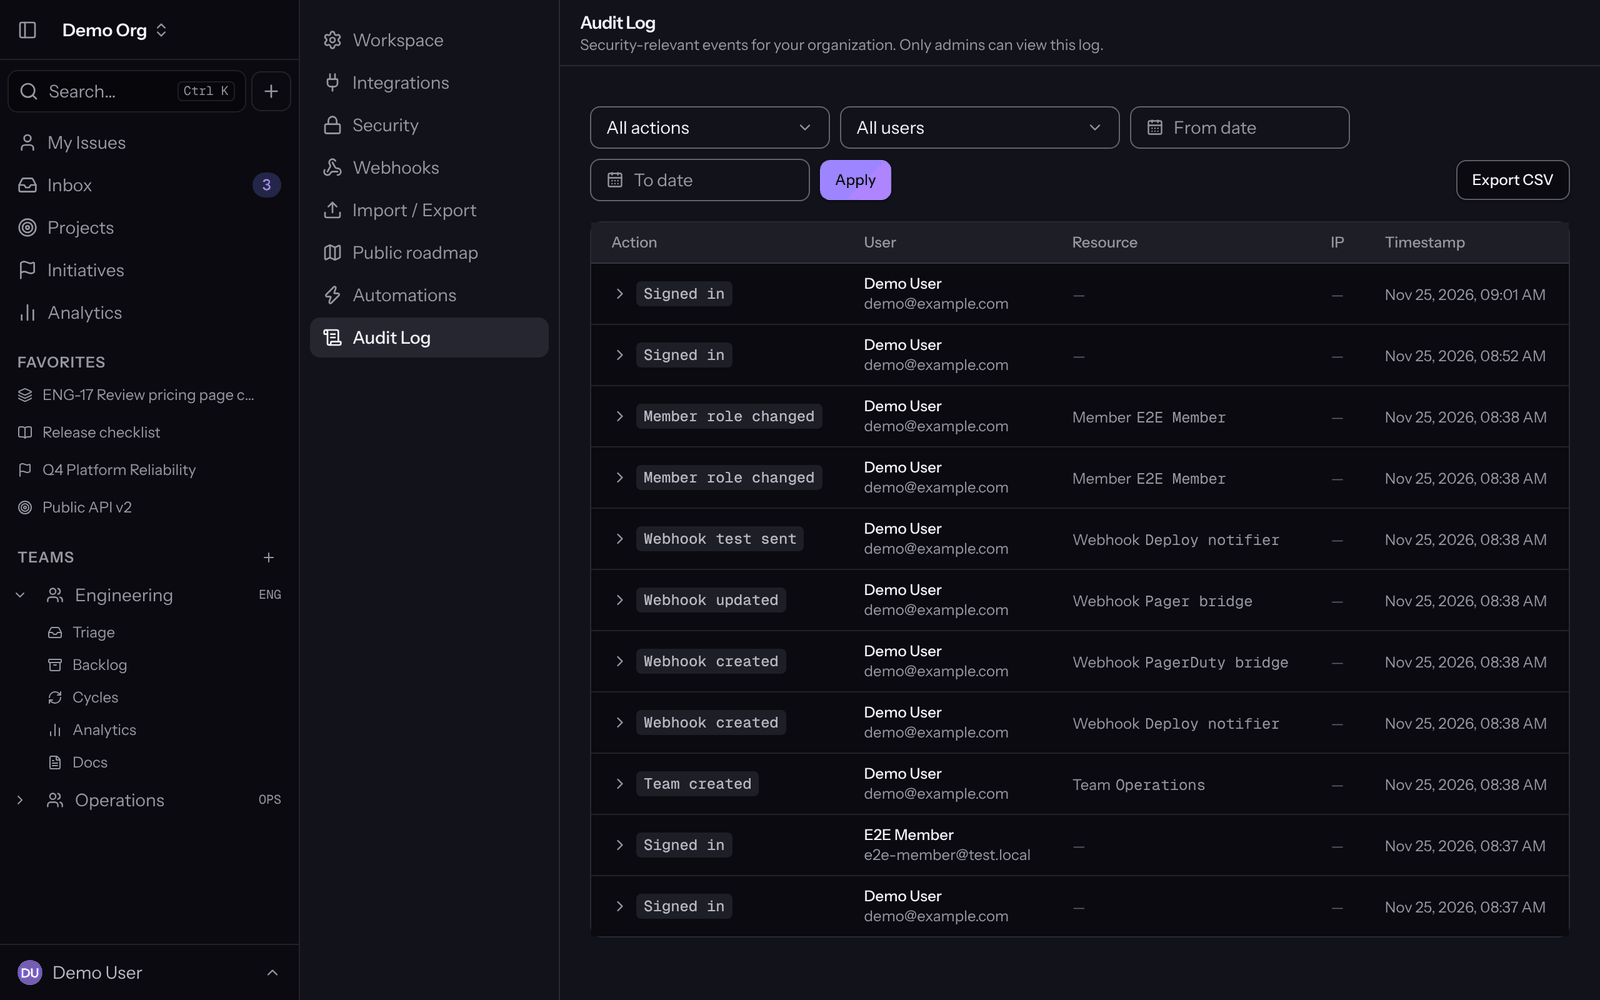 Demo Org
Search...
Ctrl K
My Issues
Inbox
3
Projects
Initiatives
Analytics
FAVORITES
ENG-17 Review pricing page c...
Release checklist
Q4 Platform Reliability
Public API v2
TEAMS
Engineering
ENG
Triage
Backlog
Cycles
Analytics
Docs
Operations
OPS
DU
Demo User
Workspace
Integrations
Security
Webhooks
Import / Export
Public roadmap
Automations
Audit Log
Audit Log
Security-relevant events for your organization. Only admins can view this log.
All actions
All users
From date
To date
Apply
Export CSV
Action User Resource IP Timestamp
Signed in Demo User — — Nov 25, 2026, 09:01 AM
demo@example.com
Signed in Demo User — — Nov 25, 2026, 08:52 AM
demo@example.com
Member role changed Demo User Member E2E Member — Nov 25, 2026, 08:38 AM
demo@example.com
Member role changed Demo User Member E2E Member — Nov 25, 2026, 08:38 AM
demo@example.com
Webhook test sent Demo User Webhook Deploy notifier — Nov 25, 2026, 08:38 AM
demo@example.com
Webhook updated Demo User Webhook Pager bridge — Nov 25, 2026, 08:38 AM
demo@example.com
Webhook created Demo User Webhook PagerDuty bridge — Nov 25, 2026, 08:38 AM
demo@example.com
Webhook created Demo User Webhook Deploy notifier — Nov 25, 2026, 08:38 AM
demo@example.com
Team created Demo User Team Operations — Nov 25, 2026, 08:38 AM
demo@example.com
Signed in E2E Member — — Nov 25, 2026, 08:37 AM
e2e-member@test.local
Signed in Demo User — — Nov 25, 2026, 08:37 AM
demo@example.com